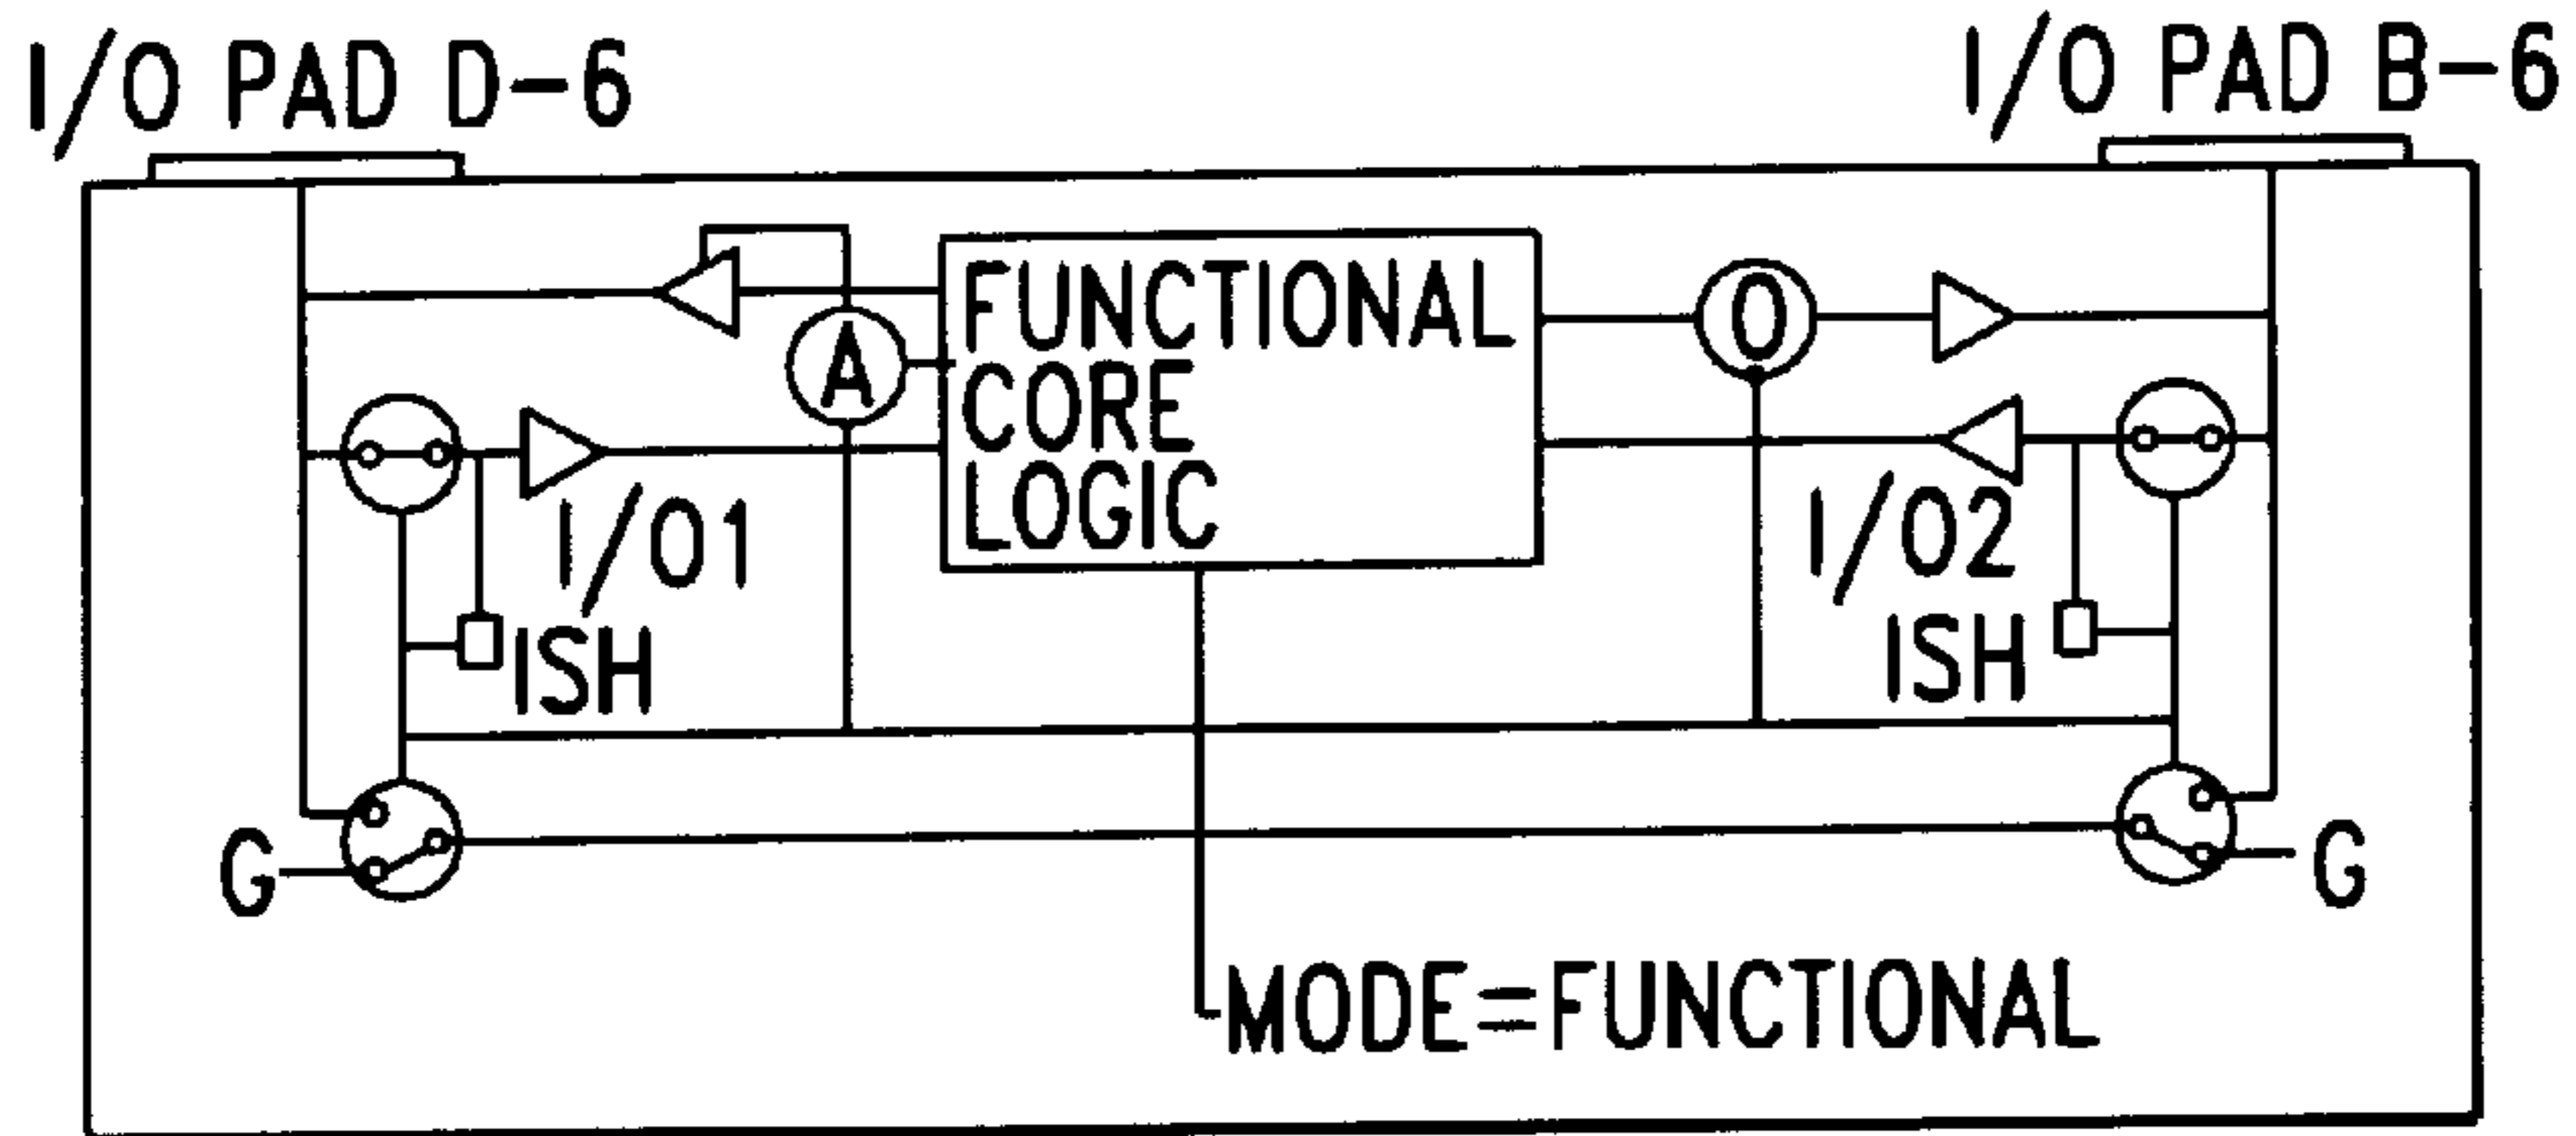 I/O PAD D-6
I/O PAD B-6
FUNCTIONAL
CORE
LOGIC
A
O
I/O1
ISH
I/O2
ISH
G
G
MODE=FUNCTIONAL